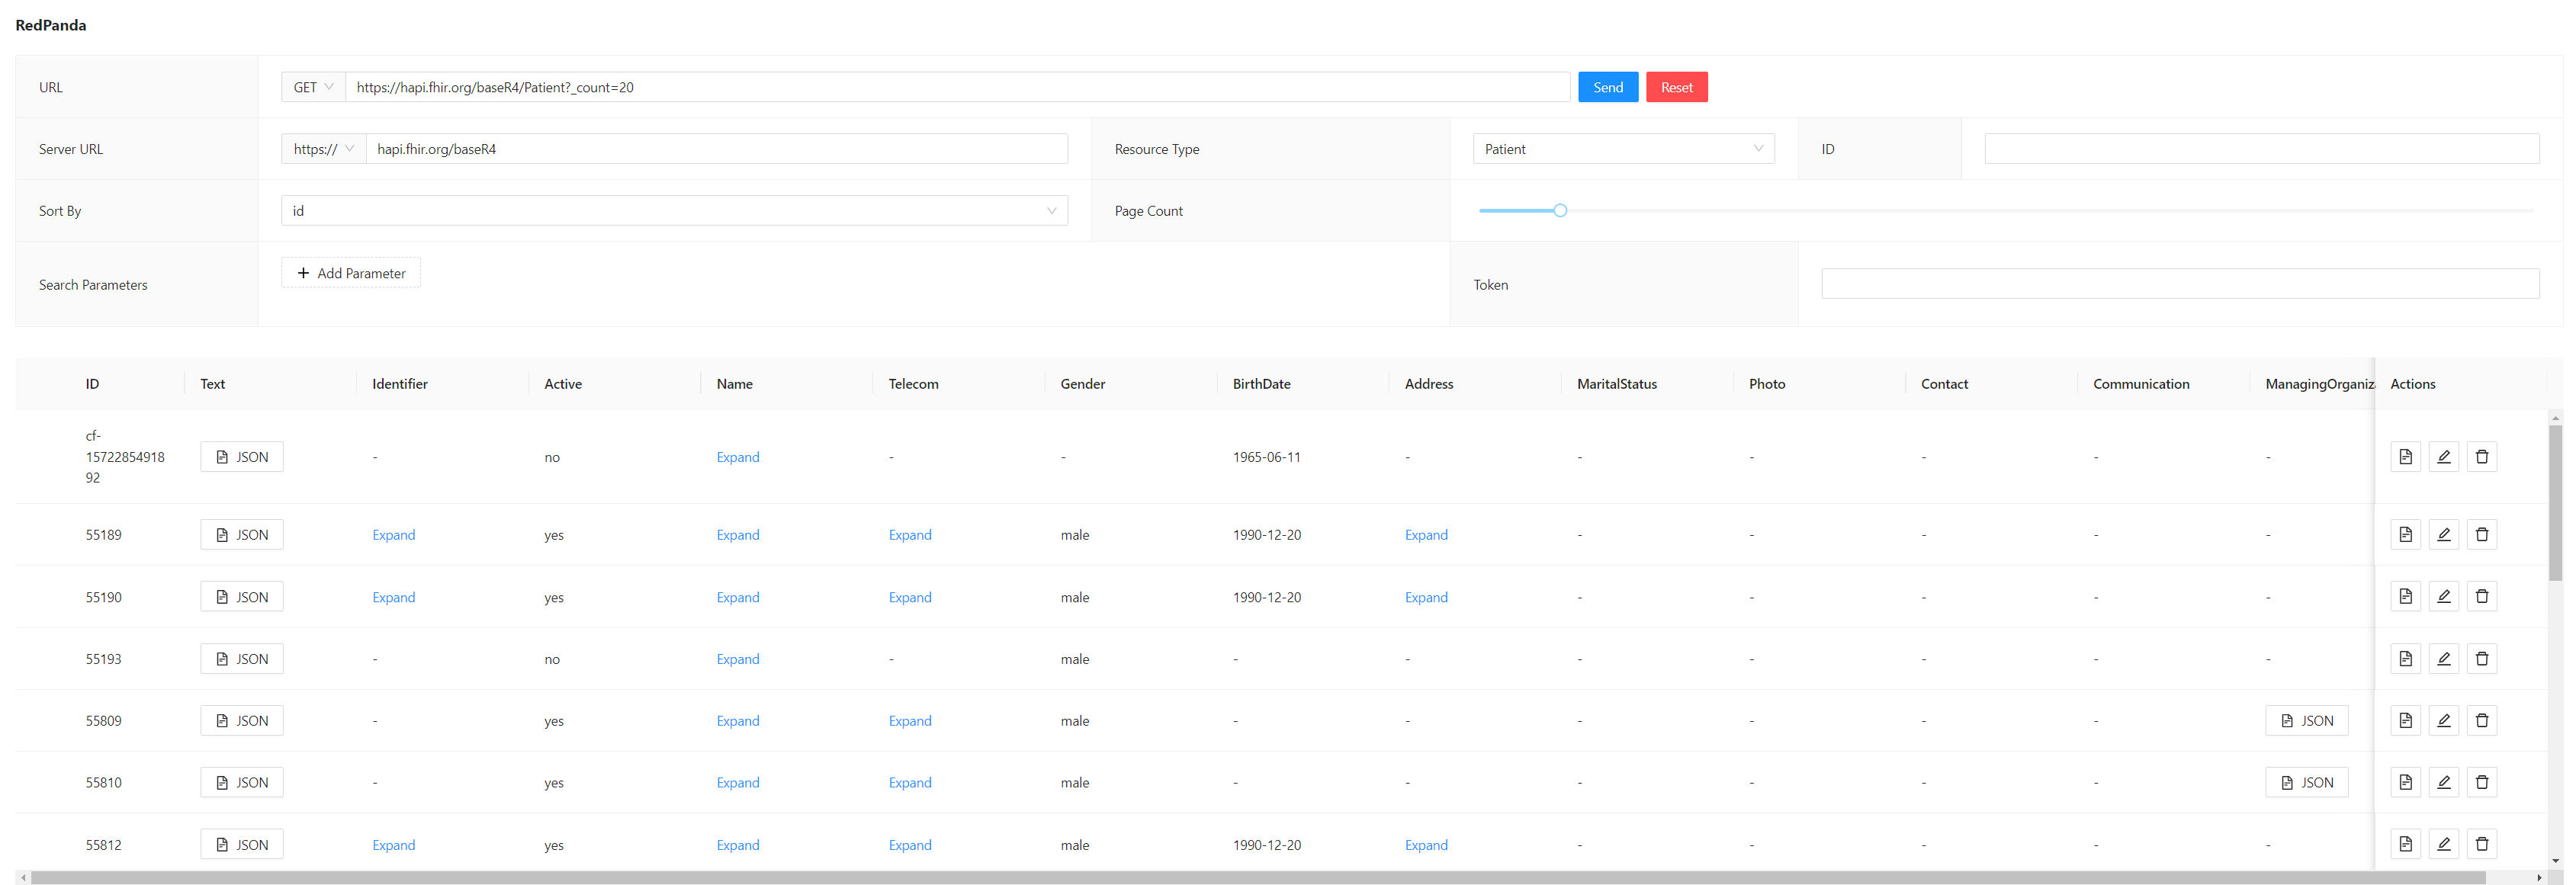 RedPanda
URL GET https://hapi.fhir.org/baseR4/Patient?_count=20 Send Reset
Server URL https:// hapi.fhir.org/baseR4 Resource Type Patient ID
Sort By id Page Count
Search Parameters Add Parameter Token
ID Text Identifier Active Name Telecom Gender BirthDate Address MaritalStatus Photo Contact Communication ManagingOrganiz Actions
cf-
15722854918
92 JSON - no Expand - - 1965-06-11 - - - - - -
55189 JSON Expand yes Expand Expand male 1990-12-20 Expand - - - - -
55190 JSON Expand yes Expand Expand male 1990-12-20 Expand - - - - -
55193 JSON - no Expand - male - - - - - - -
55809 JSON - yes Expand Expand male - - - - - - JSON
55810 JSON - yes Expand Expand male - - - - - - JSON
55812 JSON Expand yes Expand Expand male 1990-12-20 Expand - - - - -